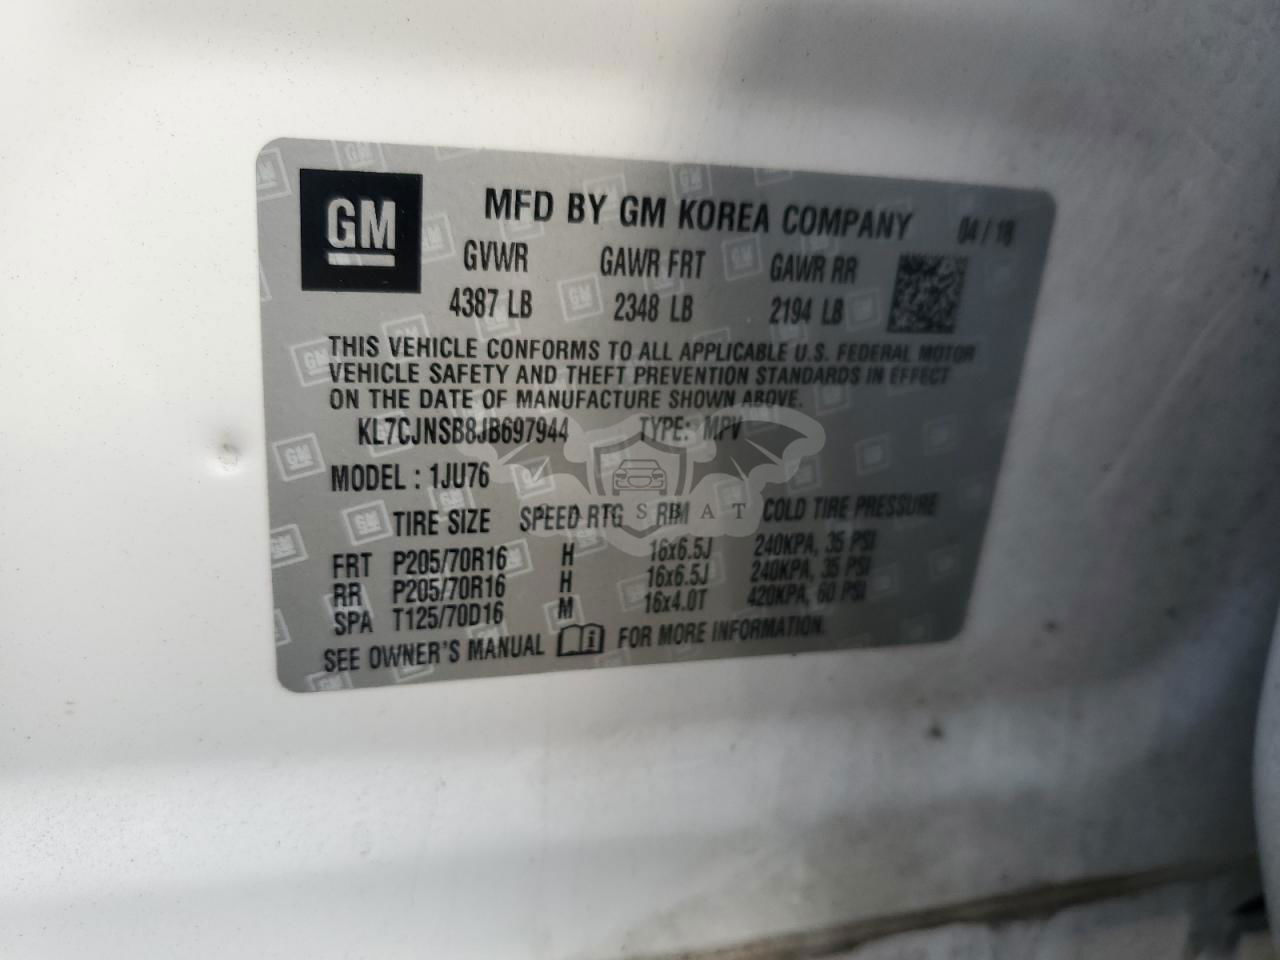 GM
MFD BY GM KOREA COMPANY 04/18
GVWR GAWR FRT GAWR RR
4387 LB 2348 LB 2194 LB
THIS VEHICLE CONFORMS TO ALL APPLICABLE U.S. FEDERAL MOTOR
VEHICLE SAFETY AND THEFT PREVENTION STANDARDS IN EFFECT
ON THE DATE OF MANUFACTURE SHOWN ABOVE.
KL7CJNSB8JB697944 TYPE: MPV
MODEL : 1JU76
TIRE SIZE SPEED RTG RIM COLD TIRE PRESSURE
FRT P205/70R16 H 16x6.5J 240KPA, 35 PSI
RR P205/70R16 H 16x6.5J 240KPA, 35 PSI
SPA T125/70D16 M 16x4.0T 420KPA, 60 PSI
SEE OWNER'S MANUAL FOR MORE INFORMATION.